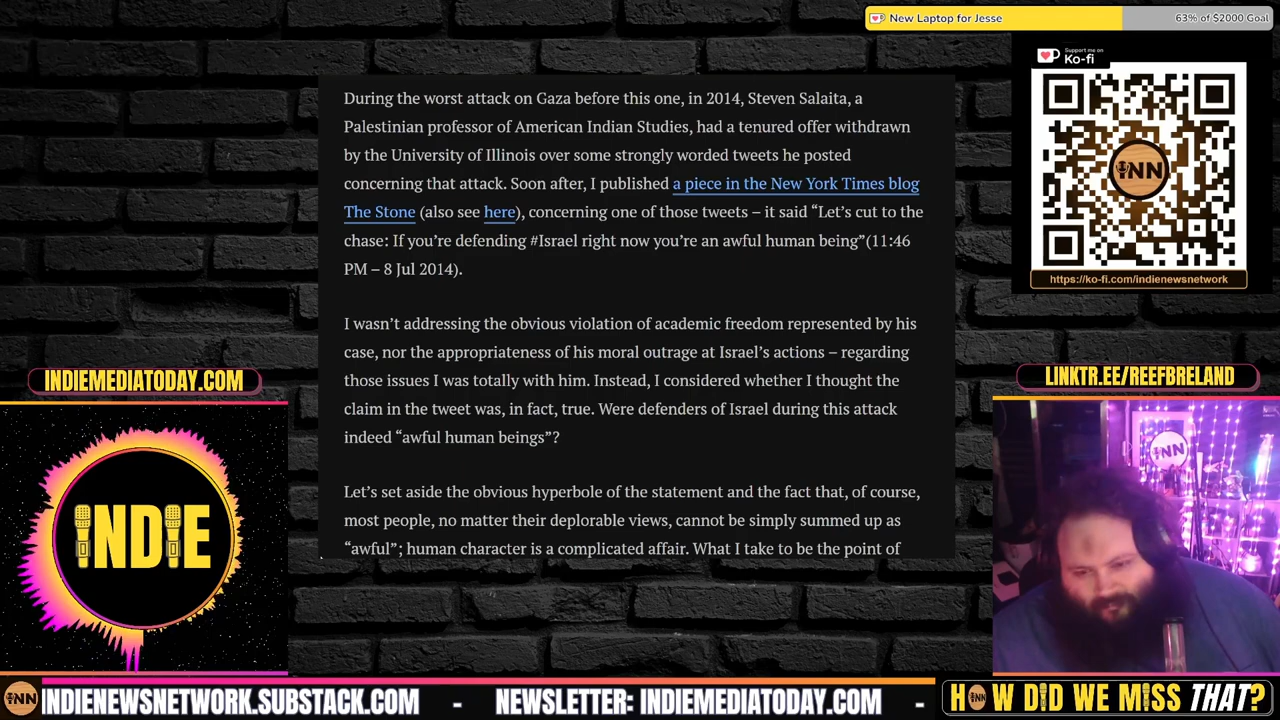 New Laptop for Jesse
63% of $2000 Goal
Support me on
Ko-fi
iNN
https://ko-fi.com/indienewsnetwork
During the worst attack on Gaza before this one, in 2014, Steven Salaita, a
Palestinian professor of American Indian Studies, had a tenured offer withdrawn
by the University of Illinois over some strongly worded tweets he posted
concerning that attack. Soon after, I published a piece in the New York Times blog
The Stone (also see here), concerning one of those tweets – it said “Let’s cut to the
chase: If you’re defending #Israel right now you’re an awful human being”(11:46
PM – 8 Jul 2014).
I wasn’t addressing the obvious violation of academic freedom represented by his
case, nor the appropriateness of his moral outrage at Israel’s actions – regarding
those issues I was totally with him. Instead, I considered whether I thought the
claim in the tweet was, in fact, true. Were defenders of Israel during this attack
indeed “awful human beings”?
Let’s set aside the obvious hyperbole of the statement and the fact that, of course,
most people, no matter their deplorable views, cannot be simply summed up as
“awful”; human character is a complicated affair. What I take to be the point of
INDIEMEDIATODAY.COM
INDIE
LINKTR.EE/REEFBRELAND
iNN
iNN
INDIENEWSNETWORK.SUBSTACK.COM - NEWSLETTER: INDIEMEDIATODAY.COM -
HOW DID WE MISS THAT?